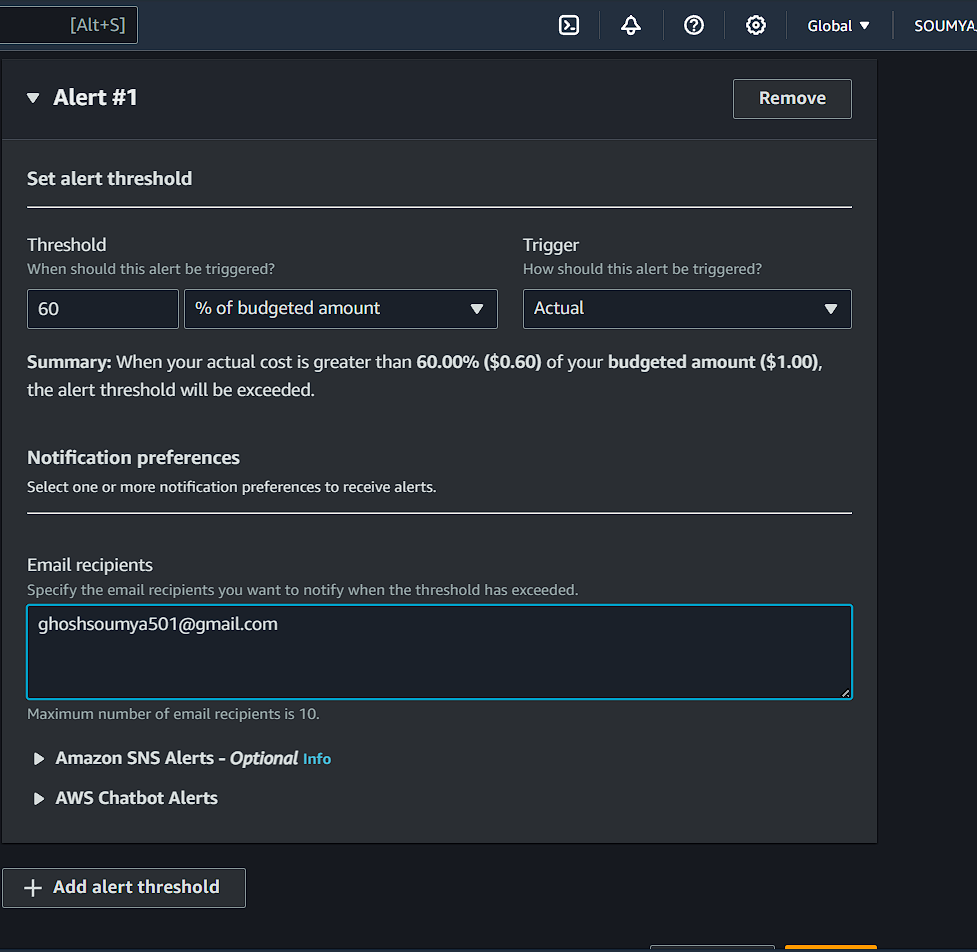 [Alt+S]
Global
SOUMYA
Alert #1
Remove
Set alert threshold
Threshold
When should this alert be triggered?
Trigger
How should this alert be triggered?
60
% of budgeted amount
Actual
Summary: When your actual cost is greater than 60.00% ($0.60) of your budgeted amount ($1.00),
the alert threshold will be exceeded.
Notification preferences
Select one or more notification preferences to receive alerts.
Email recipients
Specify the email recipients you want to notify when the threshold has exceeded.
ghoshsoumya501@gmail.com
Maximum number of email recipients is 10.
Amazon SNS Alerts - Optional Info
AWS Chatbot Alerts
Add alert threshold